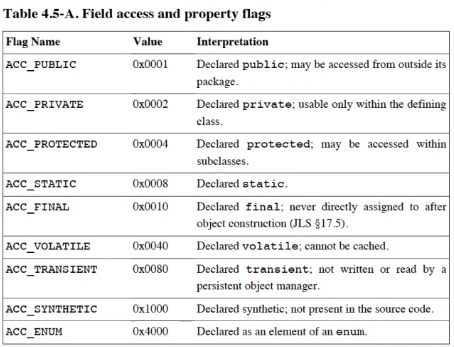 Table 4.5-A. Field access and property flags
Flag Name Value Interpretation
ACC_PUBLIC 0x0001 Declared public; may be accessed from outside its
package.
ACC_PRIVATE 0x0002 Declared private; usable only within the defining
class.
ACC_PROTECTED 0x0004 Declared protected; may be accessed within
subclasses.
ACC_STATIC 0x0008 Declared static.
ACC_FINAL 0x0010 Declared final; never directly assigned to after
object construction (JLS §17.5).
ACC_VOLATILE 0x0040 Declared volatile; cannot be cached.
ACC_TRANSIENT 0x0080 Declared transient; not written or read by a
persistent object manager.
ACC_SYNTHETIC 0x1000 Declared synthetic; not present in the source code.
ACC_ENUM 0x4000 Declared as an element of an enum.